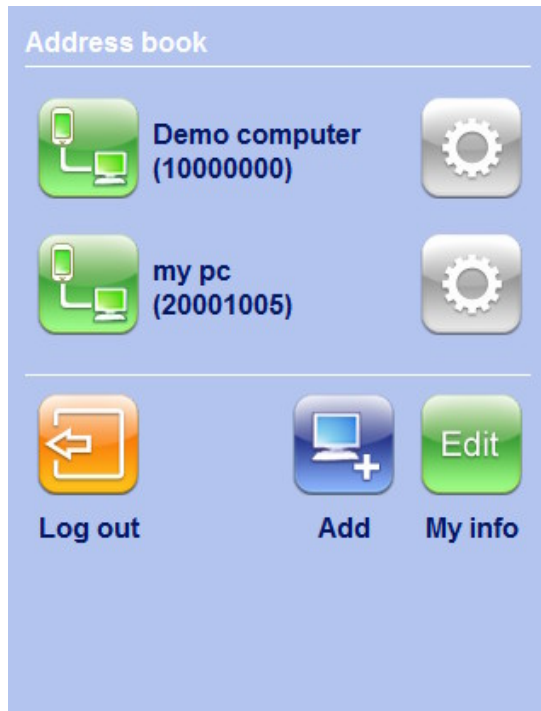 Address book
Demo computer
(10000000)
my pc
(20001005)
Edit
Log out
Add
My info